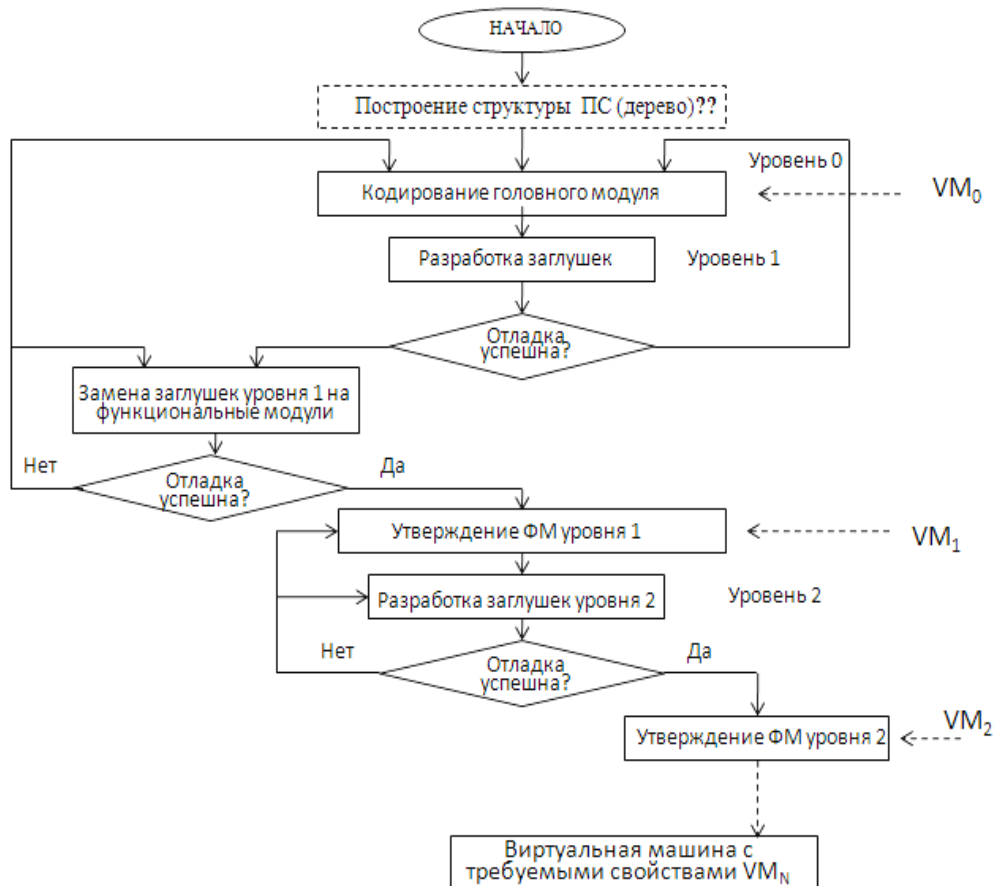 НАЧАЛО
Построение структуры ПС (дерево)??
Уровень 0
Кодирование головного модуля
VM₀
Разработка заглушек
Уровень 1
Отладка
успешна?
Замена заглушек уровня 1 на
функциональные модули
Нет
Да
Отладка
успешна?
Утверждение ФМ уровня 1
VM₁
Разработка заглушек уровня 2
Уровень 2
Нет
Да
Отладка
успешна?
VM₂
Утверждение ФМ уровня 2
Виртуальная машина с
требуемыми свойствами VM_N